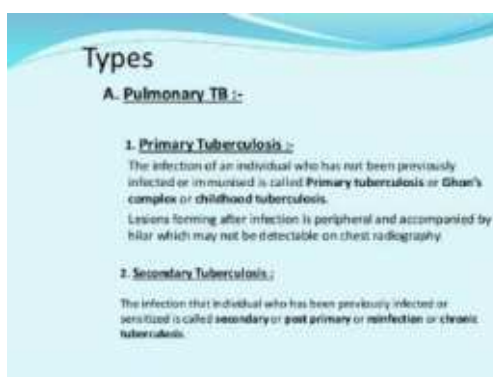 Types
A. Pulmonary TB :-
1. Primary Tuberculosis :-
The infection of an individual who has not been previously
infected or immunised is called Primary tuberculosis or Ghon's
complex or childhood tuberculosis.
Lesions forming after infection is peripheral and accompanied by
hilar which may not be detectable on chest radiography.
2. Secondary Tuberculosis :
The infection that individual who has been previously infected or
sensitized is called secondary or post primary or reinfection or chronic
tuberculosis.